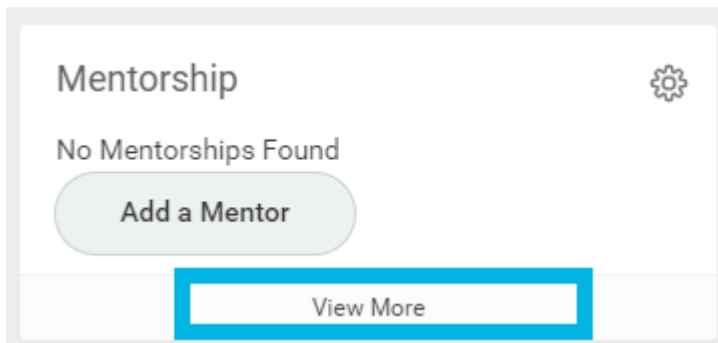 Mentorship
No Mentorships Found
Add a Mentor
View More